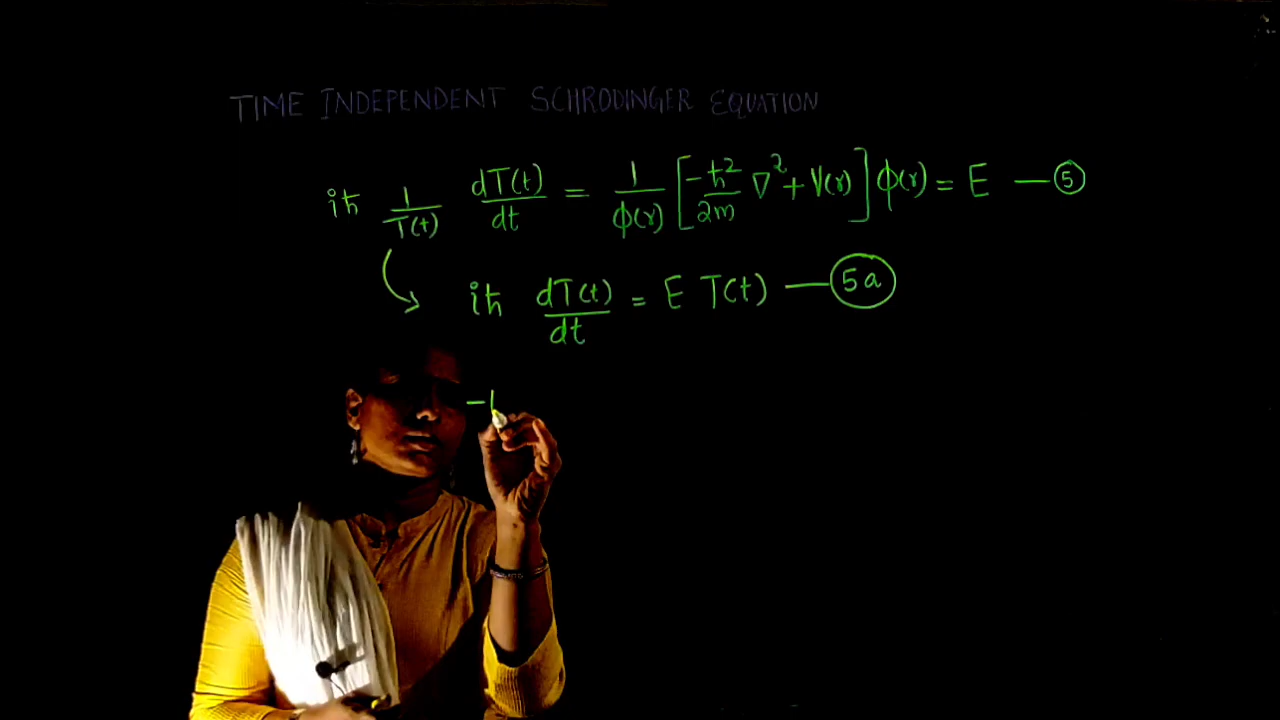 TIME INDEPENDENT SCHRODINGER EQUATION
iħ 1/T(t) dT(t)/dt = 1/ϕ(r) [-ħ²/2m ∇² + V(r)] ϕ(r) = E — ⑤
iħ dT(t)/dt = E T(t) — (5a)
-